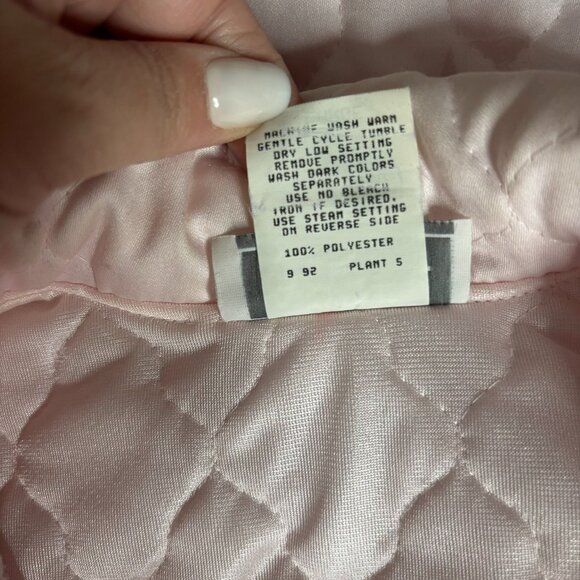 MACHINE WASH WARM
GENTLE CYCLE TUMBLE
DRY LOW SETTING
REMOVE PROMPTLY
WASH DARK COLORS
SEPARATELY
USE NO BLEACH
IRON IF DESIRED,
USE STEAM SETTING
ON REVERSE SIDE
100% POLYESTER
9 92 PLANT 5